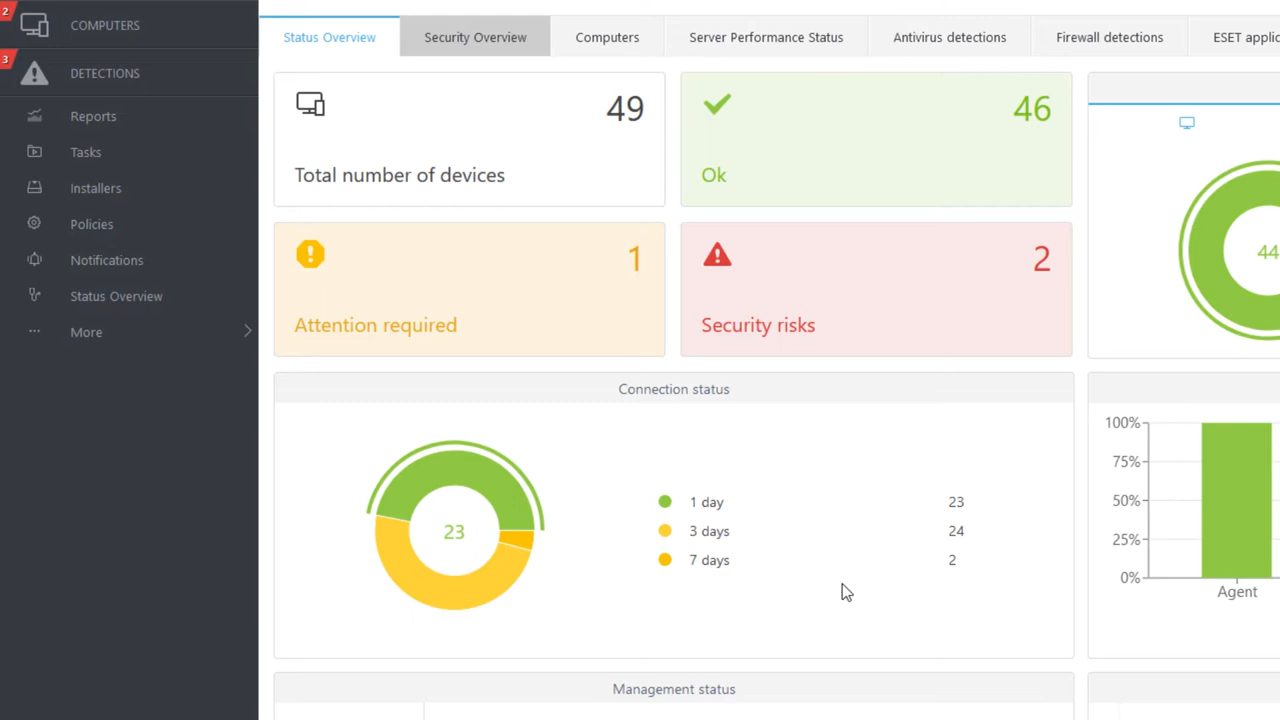 2
COMPUTERS
3
DETECTIONS
Reports
Tasks
Installers
Policies
Notifications
Status Overview
More
Status Overview
Security Overview
Computers
Server Performance Status
Antivirus detections
Firewall detections
ESET applic
49
Total number of devices
46
Ok
1
Attention required
2
Security risks
44
Connection status
23
1 day 23
3 days 24
7 days 2
100%
75%
50%
25%
0%
Agent
Management status